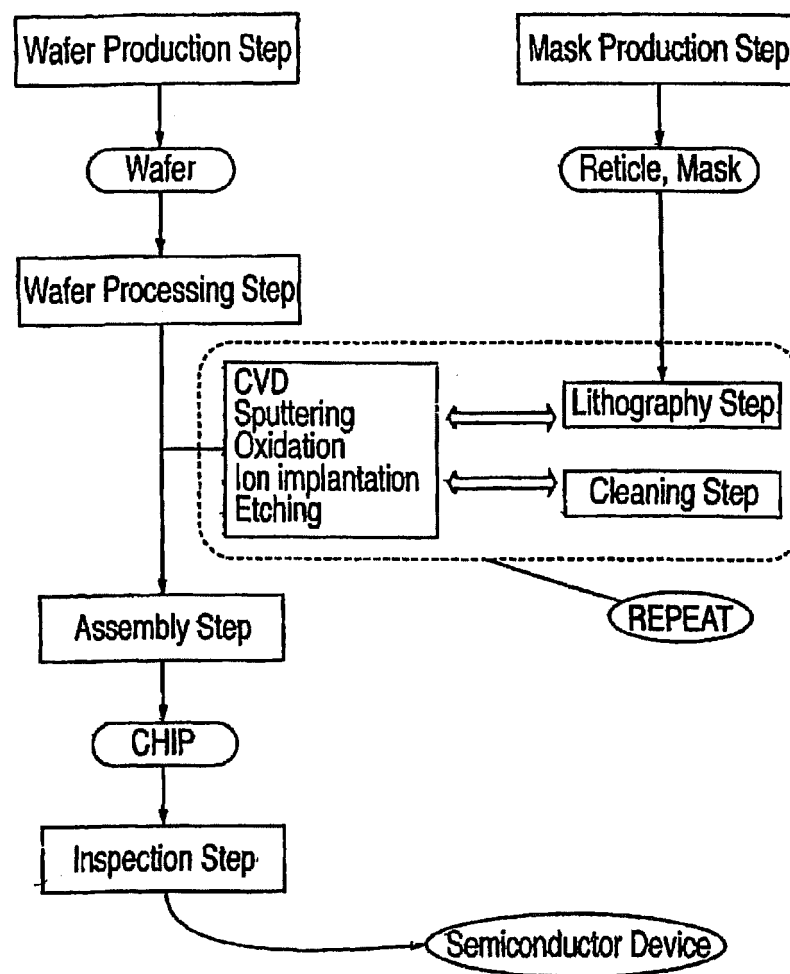 Wafer Production Step
Mask Production Step
Wafer
Reticle, Mask
Wafer Processing Step
CVD
Sputtering
Oxidation
Ion implantation
Etching
Lithography Step
Cleaning Step
REPEAT
Assembly Step
CHIP
Inspection Step
Semiconductor Device